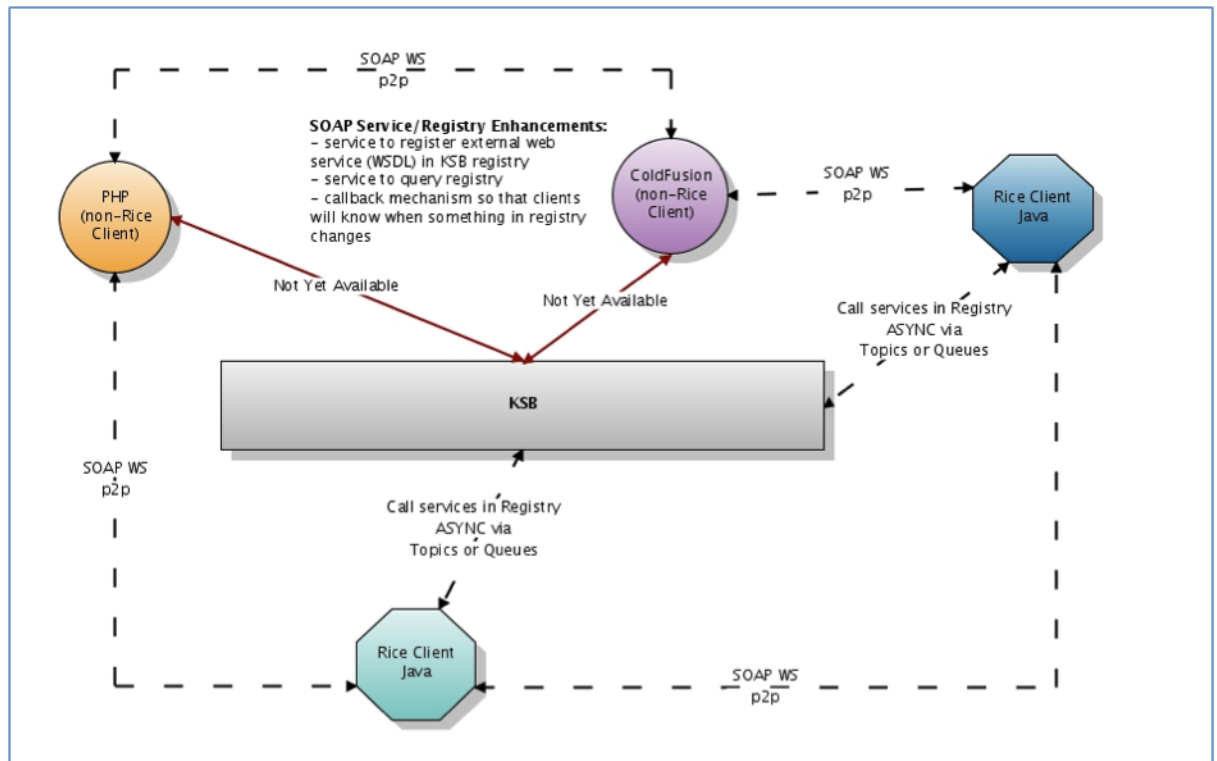 SOAP WS
p2p
SOAP Service/Registry Enhancements:
– service to register external web
service (WSDL) in KSB registry
– service to query registry
– callback mechanism so that clients
will know when something in registry
changes
PHP
(non–Rice
Client)
ColdFusion
(non–Rice
Client)
SOAP WS
p2p
Rice Client
Java
Not Yet Available
Not Yet Available
Call services in Registry
ASYNC via
Topics or Queues
KSB
SOAP WS
p2p
Call services in Registry
ASYNC via
Topics or Queues
Rice Client
Java
SOAP WS
p2p